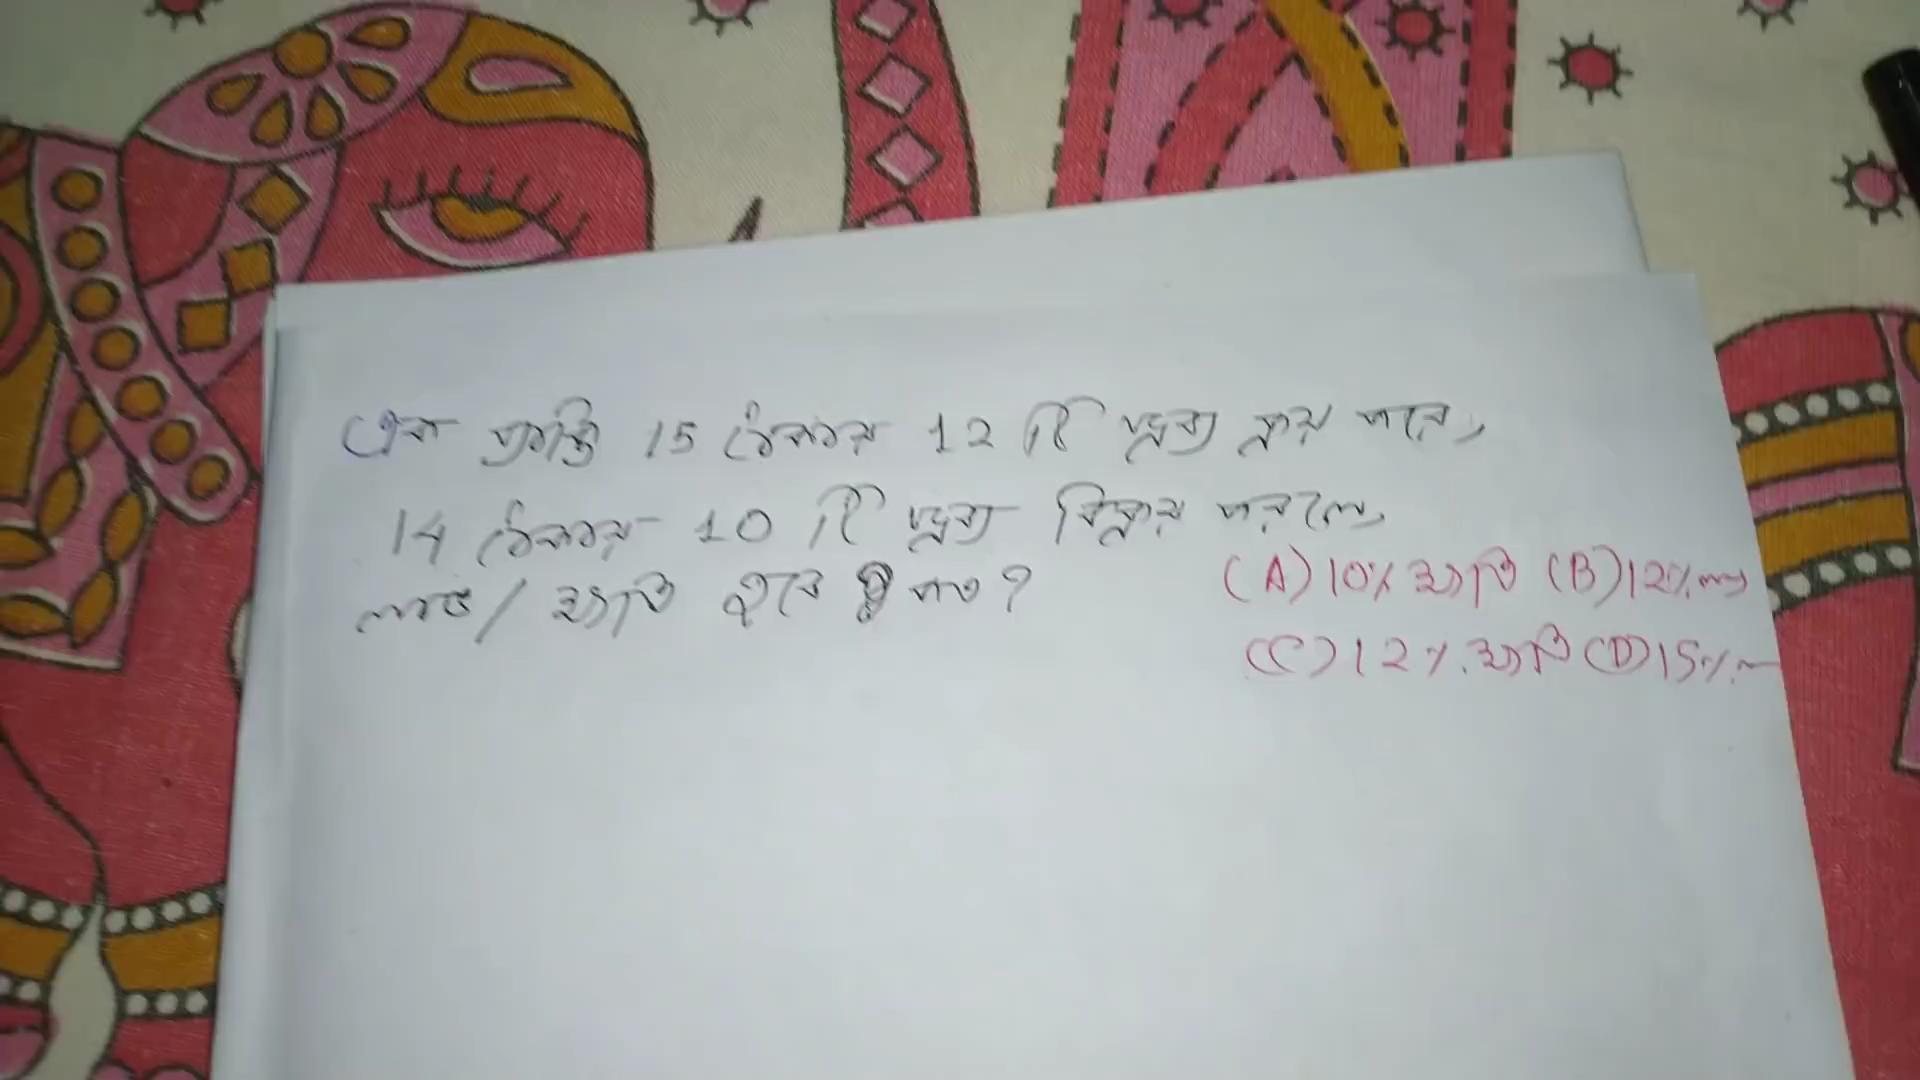 এক ব্যক্তি 15 টাকায় 12 টি দ্রব্য ক্রয় করে,
14 টাকায় 10 টি দ্রব্য বিক্রয় করলে,
লাভ/ ক্ষতি হবে কত?
(A) 10% ক্ষতি (B) 12% লাভ
(C) 12%. ক্ষতি (D) 15%.